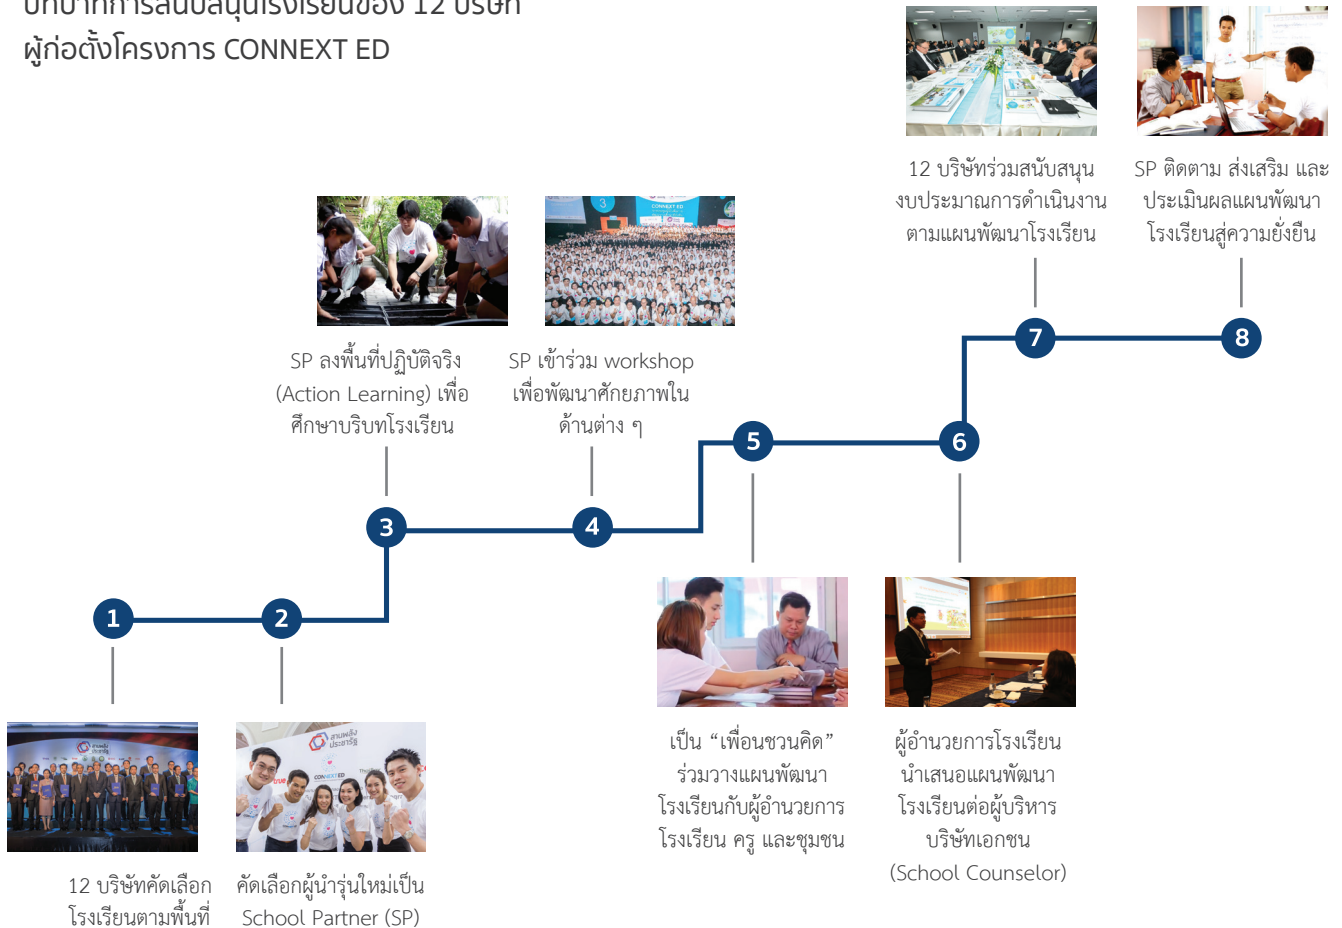 บทบาทการสนับสนุนโรงเรียนของ 12 บริษัท
ผู้ก่อตั้งโครงการ CONNEXT ED
1
12 บริษัทคัดเลือก
โรงเรียนตามพื้นที่
2
สานพลัง
ประชารัฐ
CONNEXT ED
คัดเลือกผู้นำรุ่นใหม่เป็น
School Partner (SP)
3
SP ลงพื้นที่ปฏิบัติจริง
(Action Learning) เพื่อ
ศึกษาบริบทโรงเรียน
4
3
CONNEXT ED
SP เข้าร่วม workshop
เพื่อพัฒนาศักยภาพใน
ด้านต่าง ๆ
5
เป็น “เพื่อนชวนคิด”
ร่วมวางแผนพัฒนา
โรงเรียนกับผู้อำนวยการ
โรงเรียน ครู และชุมชน
6
ผู้อำนวยการโรงเรียน
นำเสนอแผนพัฒนา
โรงเรียนต่อผู้บริหาร
บริษัทเอกชน
(School Counselor)
7
12 บริษัทร่วมสนับสนุน
งบประมาณการดำเนินงาน
ตามแผนพัฒนาโรงเรียน
8
SP ติดตาม ส่งเสริม และ
ประเมินผลแผนพัฒนา
โรงเรียนสู่ความยั่งยืน